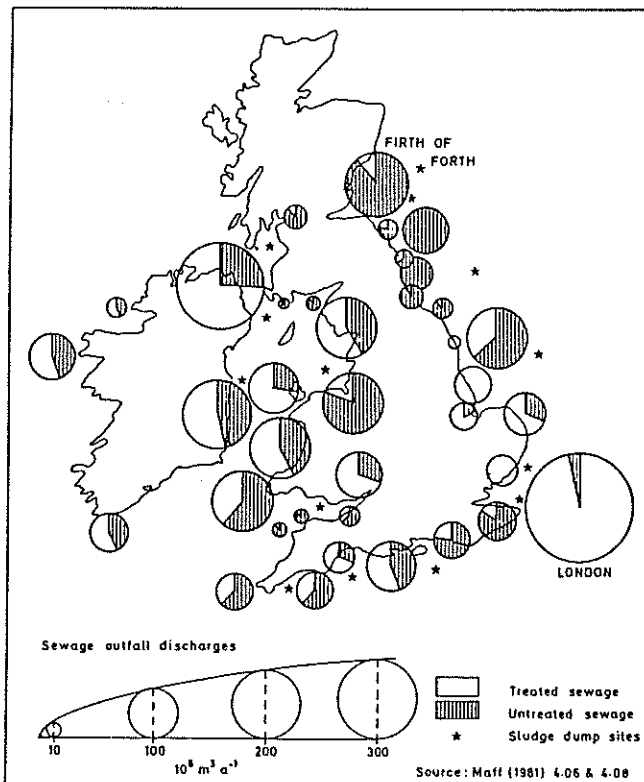 FIRTH OF
FORTH
LONDON
Sewage outfall discharges
10
100
200
300
10⁶ m³ a⁻¹
Treated sewage
Untreated sewage
Sludge dump sites
Source: Maff (1981) 4.06 & 4.08